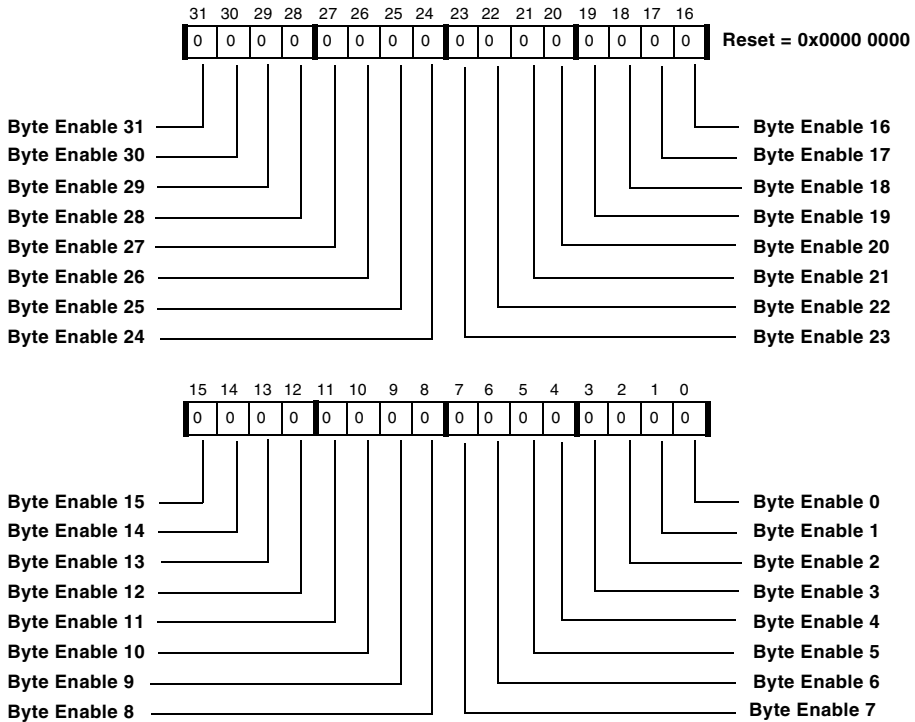 31 30 29 28 27 26 25 24 23 22 21 20 19 18 17 16
0 0 0 0 0 0 0 0 0 0 0 0 0 0 0 0 Reset = 0x0000 0000
Byte Enable 31 Byte Enable 16
Byte Enable 30 Byte Enable 17
Byte Enable 29 Byte Enable 18
Byte Enable 28 Byte Enable 19
Byte Enable 27 Byte Enable 20
Byte Enable 26 Byte Enable 21
Byte Enable 25 Byte Enable 22
Byte Enable 24 Byte Enable 23
15 14 13 12 11 10 9 8 7 6 5 4 3 2 1 0
0 0 0 0 0 0 0 0 0 0 0 0 0 0 0 0
Byte Enable 15 Byte Enable 0
Byte Enable 14 Byte Enable 1
Byte Enable 13 Byte Enable 2
Byte Enable 12 Byte Enable 3
Byte Enable 11 Byte Enable 4
Byte Enable 10 Byte Enable 5
Byte Enable 9 Byte Enable 6
Byte Enable 8 Byte Enable 7